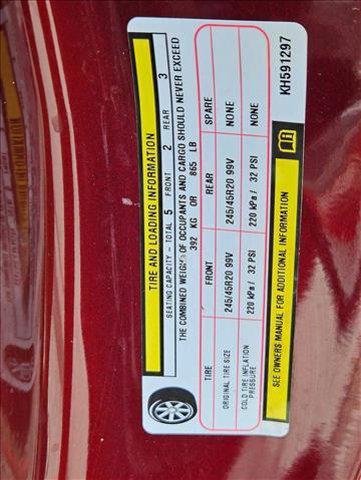 TIRE AND LOADING INFORMATION
SEATING CAPACITY - TOTAL 5 FRONT 2 REAR 3
THE COMBINED WEIGHT OF OCCUPANTS AND CARGO SHOULD NEVER EXCEED
392 KG OR 865 LB
TIRE FRONT REAR SPARE
ORIGINAL TIRE SIZE 245/45R20 99V 245/45R20 99V NONE
COLD TIRE INFLATION PRESSURE 220 kPa / 32 PSI 220 kPa / 32 PSI NONE
SEE OWNERS MANUAL FOR ADDITIONAL INFORMATION
KH591297